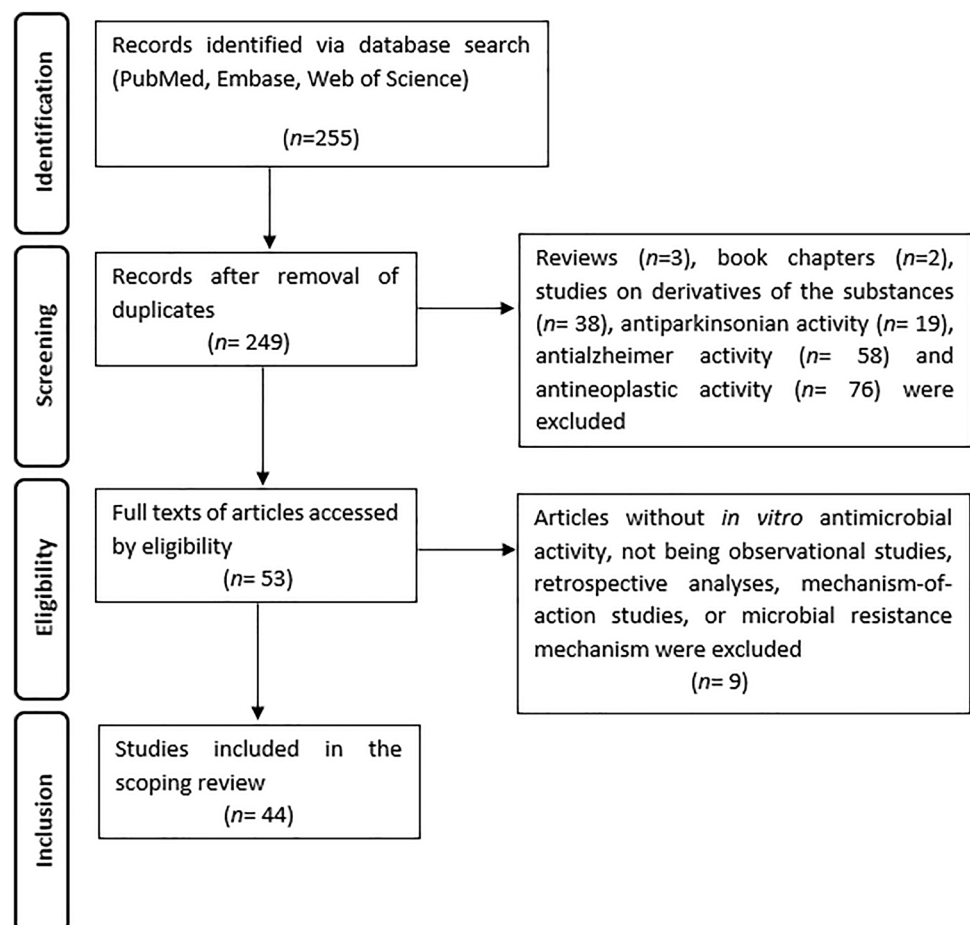 Identification
Records identified via database search
(PubMed, Embase, Web of Science)
(n=255)
Screening
Records after removal of
duplicates
(n= 249)
Reviews (n=3), book chapters (n=2),
studies on derivatives of the substances
(n= 38), antiparkinsonian activity (n= 19),
antialzheimer activity (n= 58) and
antineoplastic activity (n= 76) were
excluded
Eligibility
Full texts of articles accessed
by eligibility
(n= 53)
Articles without in vitro antimicrobial
activity, not being observational studies,
retrospective analyses, mechanism-of-
action studies, or microbial resistance
mechanism were excluded
(n= 9)
Inclusion
Studies included in the
scoping review
(n= 44)